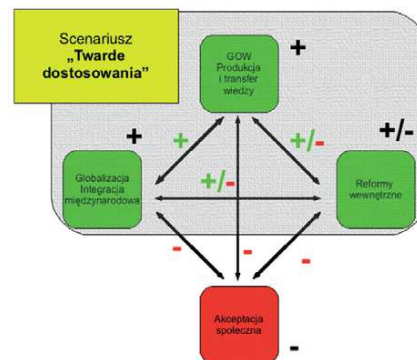 Scenariusz
„Twarde
dostosowania”
GOW
Produkcja
i transfer
wiedzy
+
+
+
+/-
+/-
Globalizacja
Integracja
międzynarodowa
+/-
Reformy
wewnętrzne
-
-
-
Akceptacja
społeczna
-